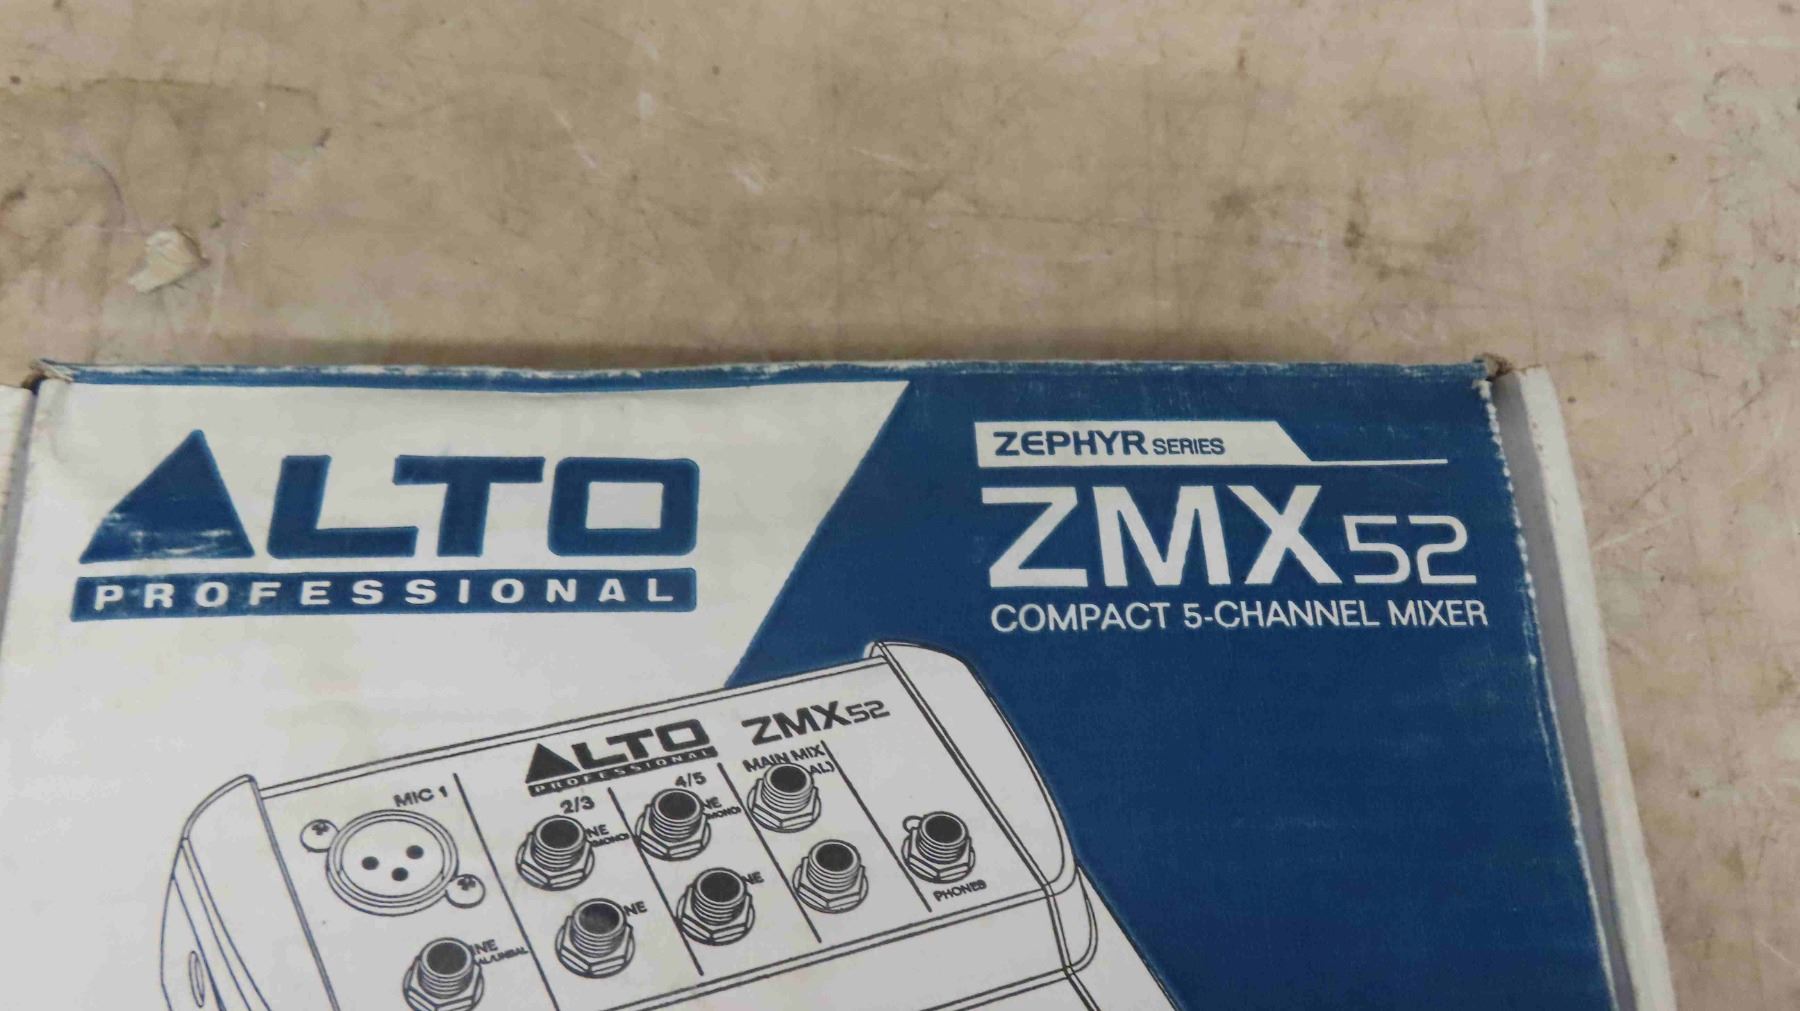 ALTO
PROFESSIONAL
ZEPHYR SERIES
ZMX52
COMPACT 5-CHANNEL MIXER
ALTO
PROFESSIONAL
ZMX52
MIC 1
2/3
4/5
MAIN MIX
PHONES